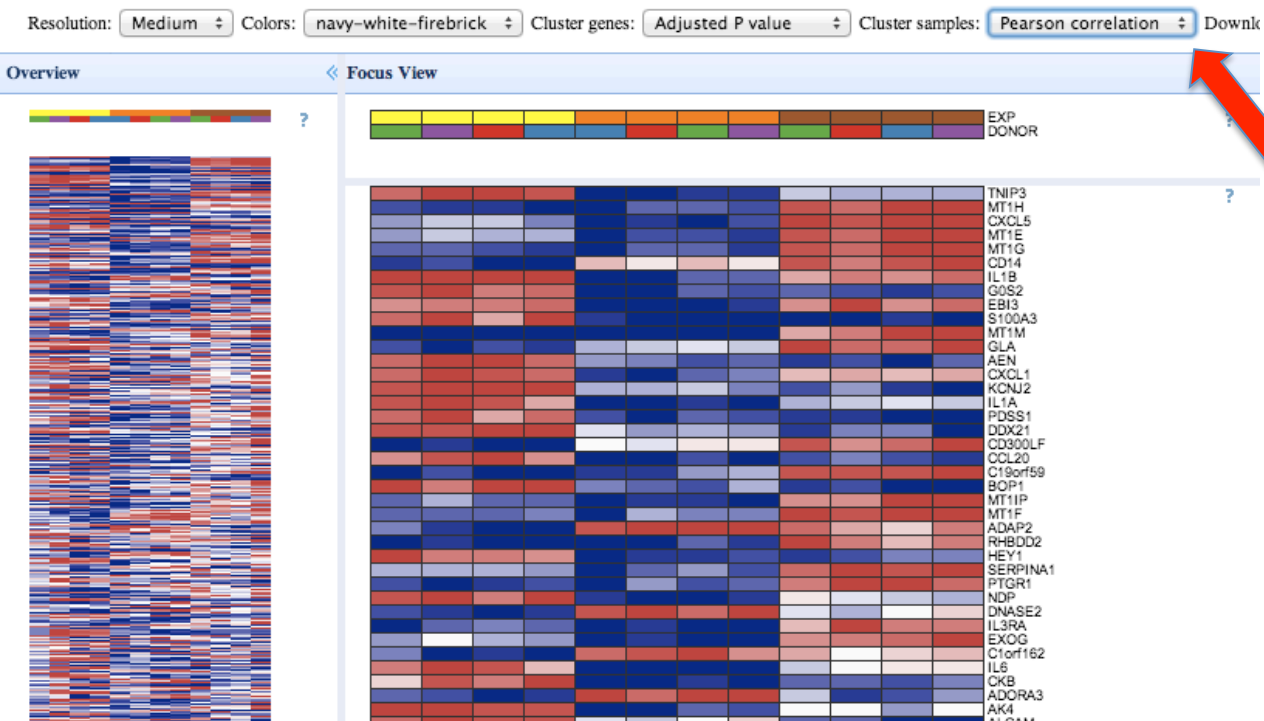 Resolution: Medium Colors: navy-white-firebrick Cluster genes: Adjusted P value Cluster samples: Pearson correlation Downlo
Overview « Focus View
?
EXP ?
DONOR
TNIP3 ?
MT1H
CXCL5
MT1E
MT1G
CD14
IL1B
G0S2
EBI3
S100A3
MT1M
GLA
AEN
CXCL1
KCNJ2
IL1A
PDSS1
DDX21
CD300LF
CCL20
C19orf59
BOP1
MT1IP
MT1F
ADAP2
RHBDD2
HEY1
SERPINA1
PTGR1
NDP
DNASE2
IL3RA
EXOG
C1orf162
IL6
CKB
ADORA3
AK4